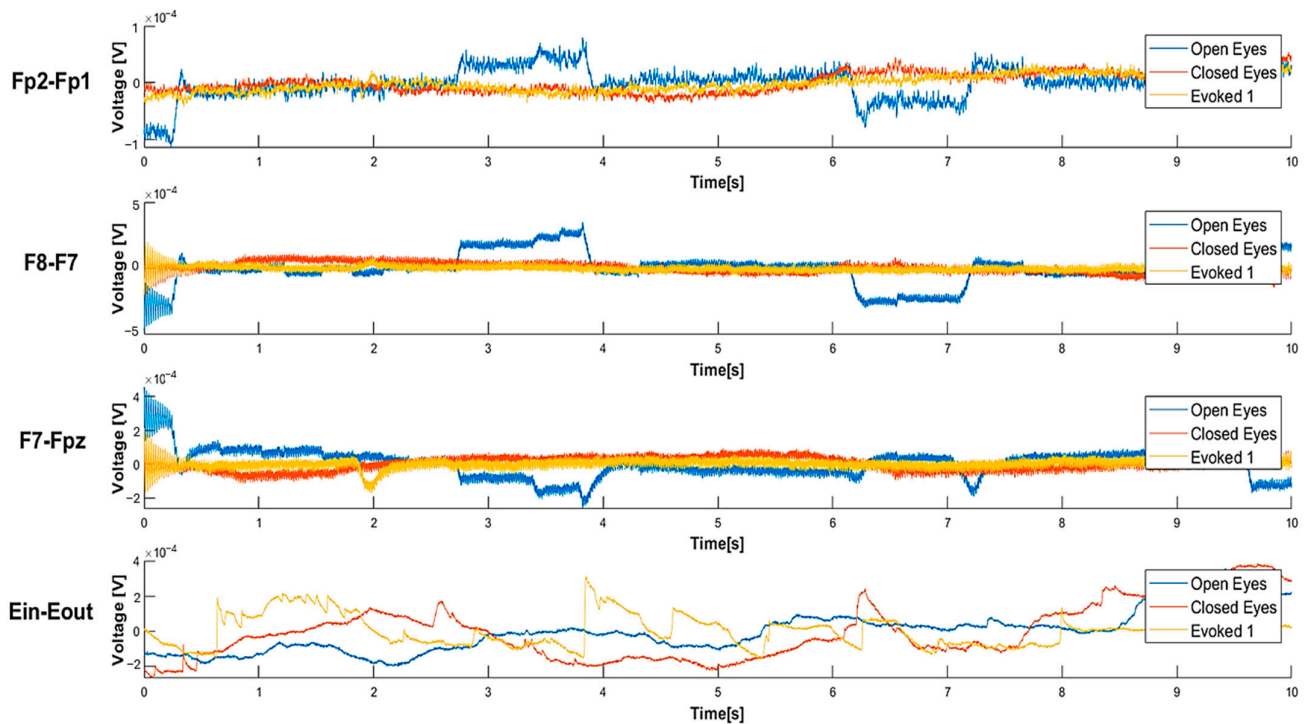 ×10⁻⁴
Fp2-Fp1
Voltage [V]
1
0
−1
Open Eyes
Closed Eyes
Evoked 1
0 1 2 3 4 5 6 7 8 9 10
Time[s]
×10⁻⁴
F8-F7
Voltage [V]
5
0
−5
Open Eyes
Closed Eyes
Evoked 1
0 1 2 3 4 5 6 7 8 9 10
Time[s]
×10⁻⁴
F7-Fpz
Voltage [V]
4
2
0
−2
Open Eyes
Closed Eyes
Evoked 1
0 1 2 3 4 5 6 7 8 9 10
Time[s]
×10⁻⁴
Ein-Eout
Voltage [V]
4
2
0
−2
Open Eyes
Closed Eyes
Evoked 1
0 1 2 3 4 5 6 7 8 9 10
Time[s]